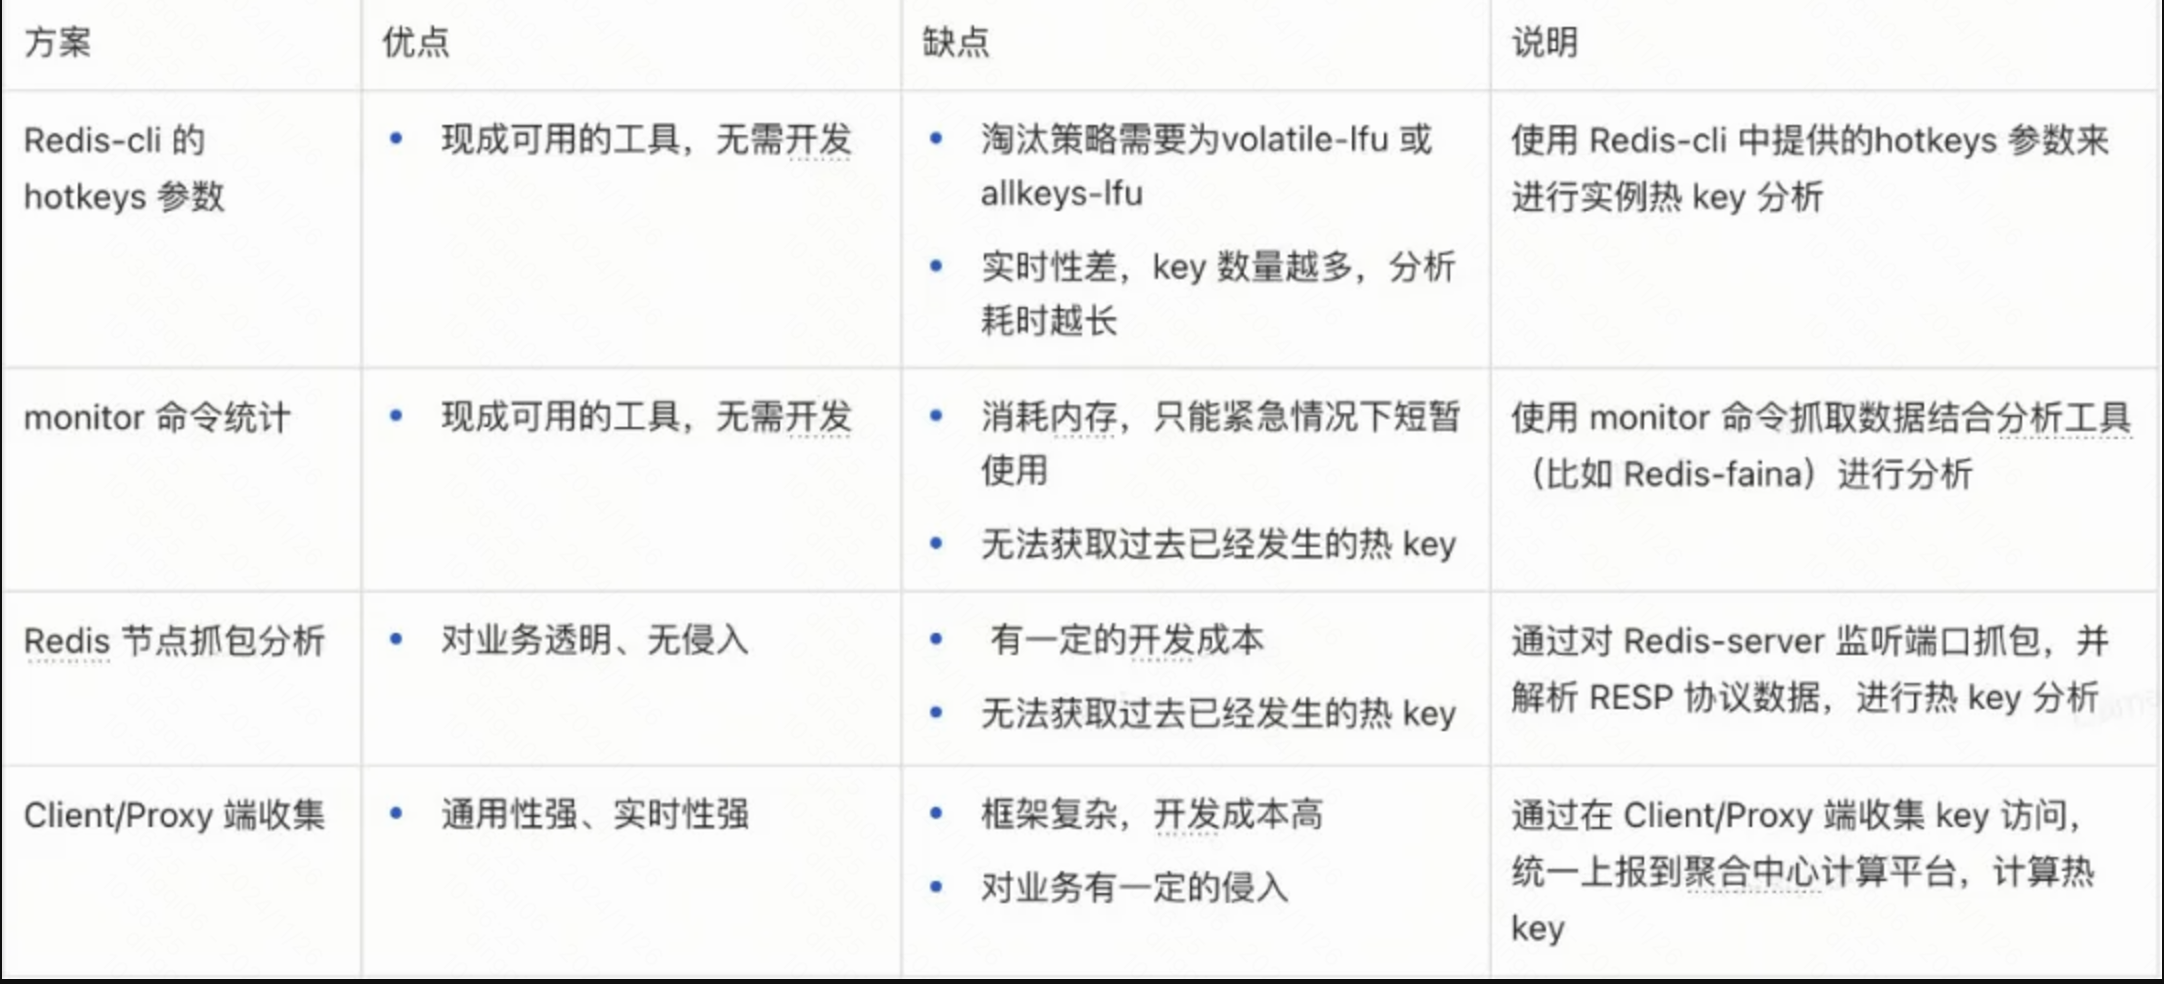 方案
优点
缺点
说明
Redis-cli 的
hotkeys 参数
现成可用的工具，无需开发
淘汰策略需要为volatile-lfu 或
allkeys-lfu
实时性差，key 数量越多，分析
耗时越长
使用 Redis-cli 中提供的hotkeys 参数来
进行实例热 key 分析
monitor 命令统计
现成可用的工具，无需开发
消耗内存，只能紧急情况下短暂
使用
无法获取过去已经发生的热 key
使用 monitor 命令抓取数据结合分析工具
（比如 Redis-faina）进行分析
Redis 节点抓包分析
对业务透明、无侵入
有一定的开发成本
无法获取过去已经发生的热 key
通过对 Redis-server 监听端口抓包，并
解析 RESP 协议数据，进行热 key 分析
Client/Proxy 端收集
通用性强、实时性强
框架复杂，开发成本高
对业务有一定的侵入
通过在 Client/Proxy 端收集 key 访问，
统一上报到聚合中心计算平台，计算热
key